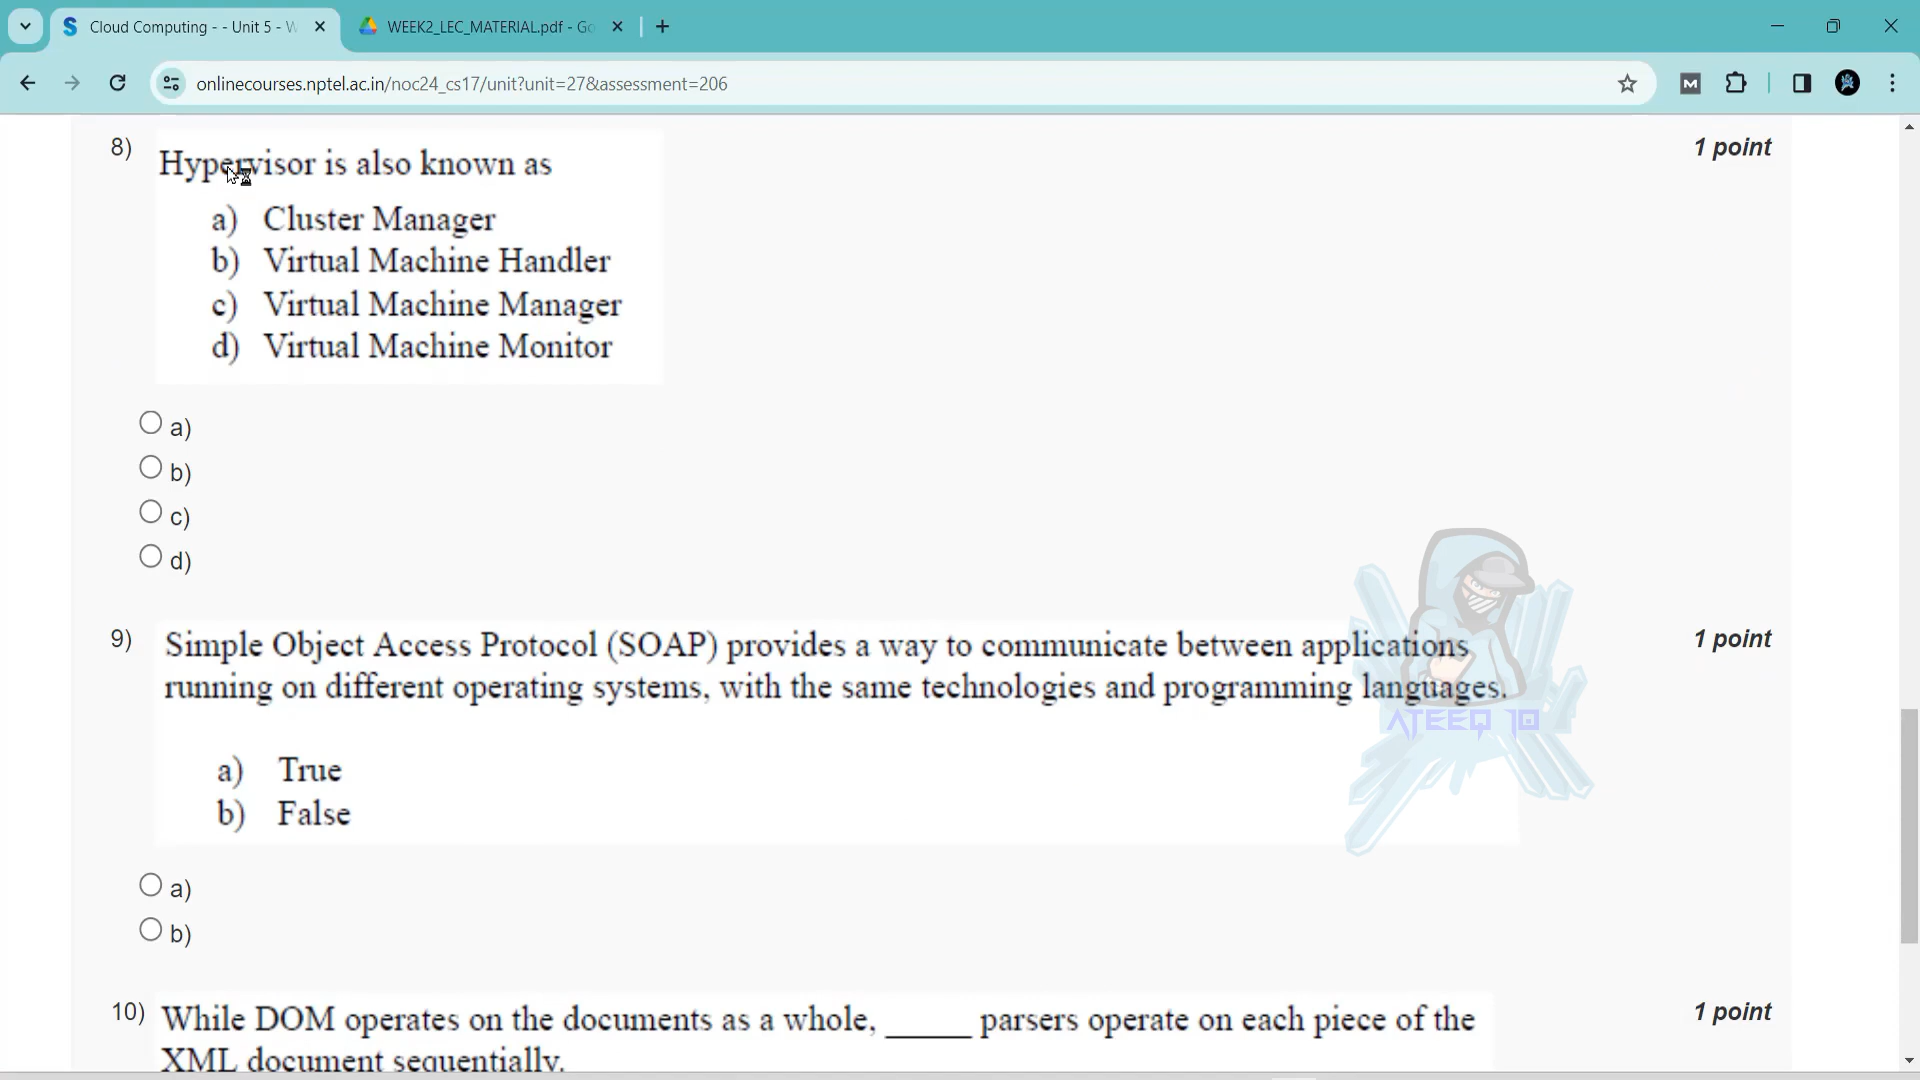 Cloud Computing - - Unit 5 - W
WEEK2_LEC_MATERIAL.pdf - Go
onlinecourses.nptel.ac.in/noc24_cs17/unit?unit=27&assessment=206
M
8)
Hypervisor is also known as
1 point
a) Cluster Manager
b) Virtual Machine Handler
c) Virtual Machine Manager
d) Virtual Machine Monitor
a)
b)
c)
d)
9)
Simple Object Access Protocol (SOAP) provides a way to communicate between applications
1 point
running on different operating systems, with the same technologies and programming languages.
ATEEQ 10
a) True
b) False
a)
b)
10)
While DOM operates on the documents as a whole, _____ parsers operate on each piece of the
1 point
XML document sequentially.